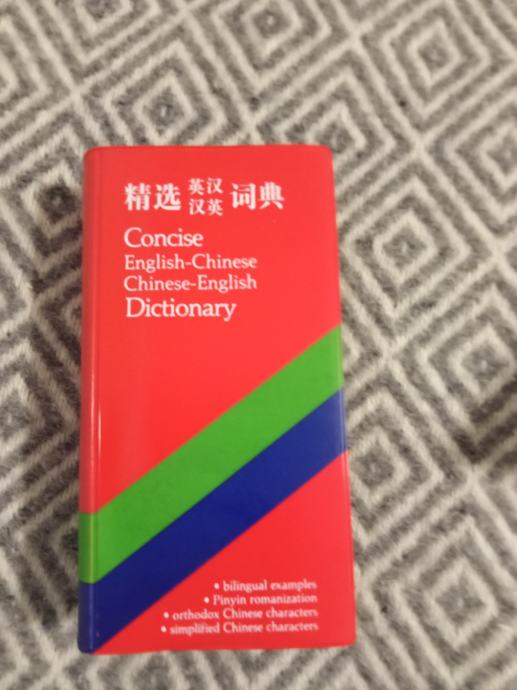 精选 英汉 词典
汉英
Concise
English-Chinese
Chinese-English
Dictionary
• bilingual examples
• Pinyin romanization
• orthodox Chinese characters
• simplified Chinese characters